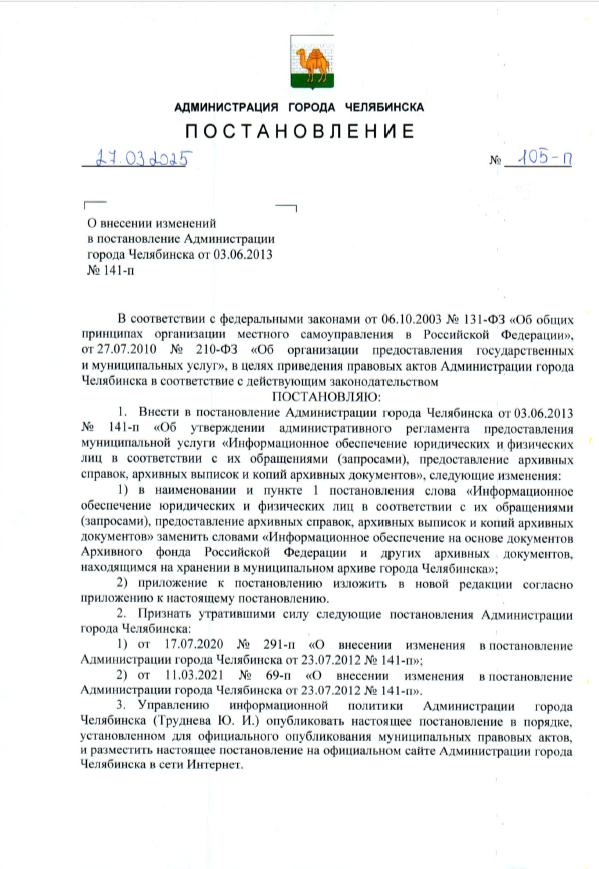 АДМИНИСТРАЦИЯ ГОРОДА ЧЕЛЯБИНСКА
ПОСТАНОВЛЕНИЕ
27.03.2025 № 105-п
О внесении изменений
в постановление Администрации
города Челябинска от 03.06.2013
№ 141-п
В соответствии с федеральными законами от 06.10.2003 № 131-ФЗ «Об общих
принципах организации местного самоуправления в Российской Федерации»,
от 27.07.2010 № 210-ФЗ «Об организации предоставления государственных
и муниципальных услуг», в целях приведения правовых актов Администрации города
Челябинска в соответствие с действующим законодательством
ПОСТАНОВЛЯЮ:
1. Внести в постановление Администрации города Челябинска от 03.06.2013
№ 141-п «Об утверждении административного регламента предоставления
муниципальной услуги «Информационное обеспечение юридических и физических
лиц в соответствии с их обращениями (запросами), предоставление архивных
справок, архивных выписок и копий архивных документов», следующие изменения:
1) в наименовании и пункте 1 постановления слова «Информационное
обеспечение юридических и физических лиц в соответствии с их обращениями
(запросами), предоставление архивных справок, архивных выписок и копий архивных
документов» заменить словами «Информационное обеспечение на основе документов
Архивного фонда Российской Федерации и других архивных документов,
находящимся на хранении в муниципальном архиве города Челябинска»;
2) приложение к постановлению изложить в новой редакции согласно
приложению к настоящему постановлению.
2. Признать утратившими силу следующие постановления Администрации
города Челябинска:
1) от 17.07.2020 № 291-п «О внесении изменения в постановление
Администрации города Челябинска от 23.07.2012 № 141-п»;
2) от 11.03.2021 № 69-п «О внесении изменения в постановление
Администрации города Челябинска от 23.07.2012 № 141-п».
3. Управлению информационной политики Администрации города
Челябинска (Труднева Ю. И.) опубликовать настоящее постановление в порядке,
установленном для официального опубликования муниципальных правовых актов,
и разместить настоящее постановление на официальном сайте Администрации города
Челябинска в сети Интернет.